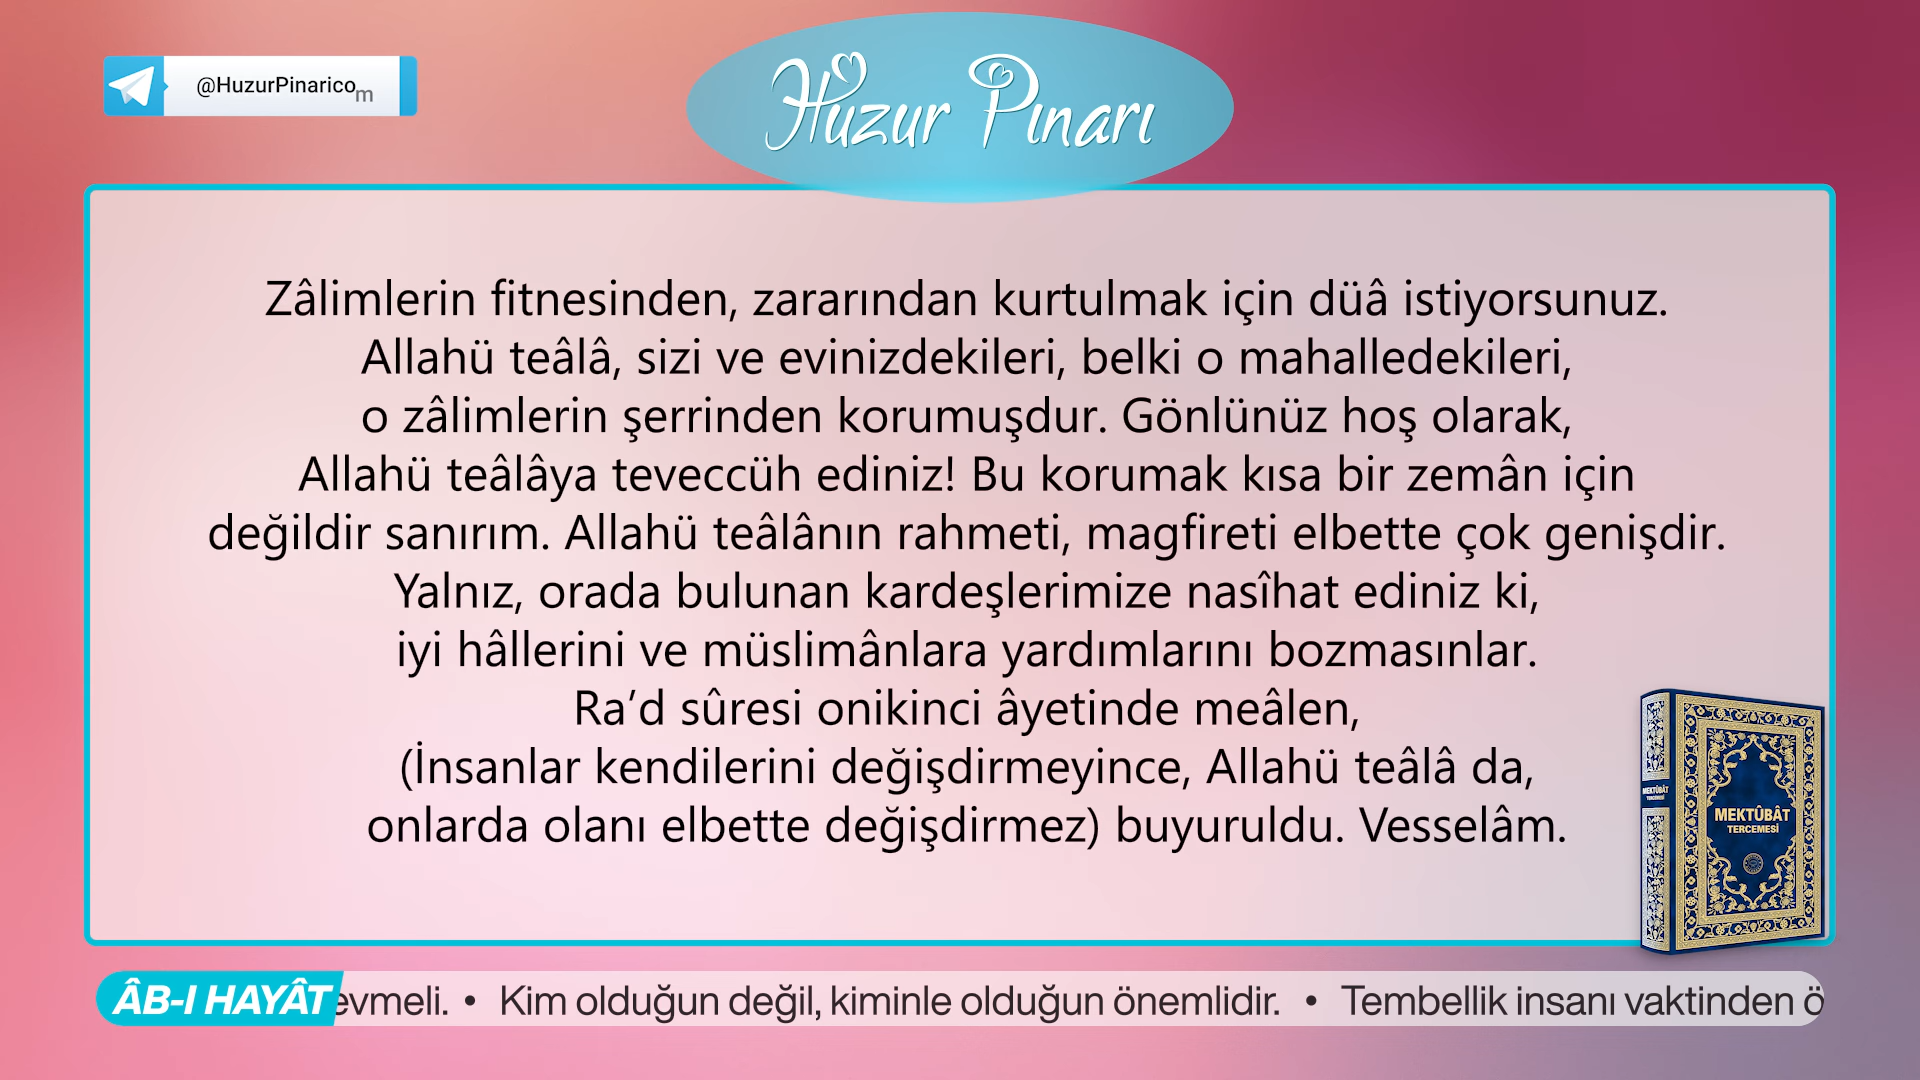 @HuzurPinaricom
Huzur Pınarı
Zâlimlerin fitnesinden, zararından kurtulmak için düâ istiyorsunuz.
Allahü teâlâ, sizi ve evinizdekileri, belki o mahalledekileri,
o zâlimlerin şerrinden korumuşdur. Gönlünüz hoş olarak,
Allahü teâlâya teveccüh ediniz! Bu korumak kısa bir zemân için
değildir sanırım. Allahü teâlânın rahmeti, magfireti elbette çok genişdir.
Yalnız, orada bulunan kardeşlerimize nasîhat ediniz ki,
iyi hâllerini ve müslimânlara yardımlarını bozmasınlar.
Ra’d sûresi onikinci âyetinde meâlen,
(İnsanlar kendilerini değişdirmeyince, Allahü teâlâ da,
onlarda olanı elbette değişdirmez) buyuruldu. Vesselâm.
MEKTÛBÂT
TERCEMESİ
MEKTÛBÂT
TERCEMESİ
ÂB-I HAYÂT evmeli. • Kim olduğun değil, kiminle olduğun önemlidir. • Tembellik insanı vaktinden ö